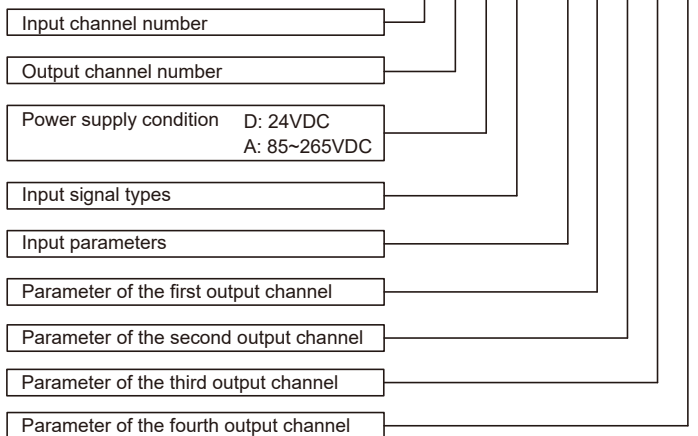 Input channel number
Output channel number
Power supply condition D: 24VDC
A: 85~265VDC
Input signal types
Input parameters
Parameter of the first output channel
Parameter of the second output channel
Parameter of the third output channel
Parameter of the fourth output channel